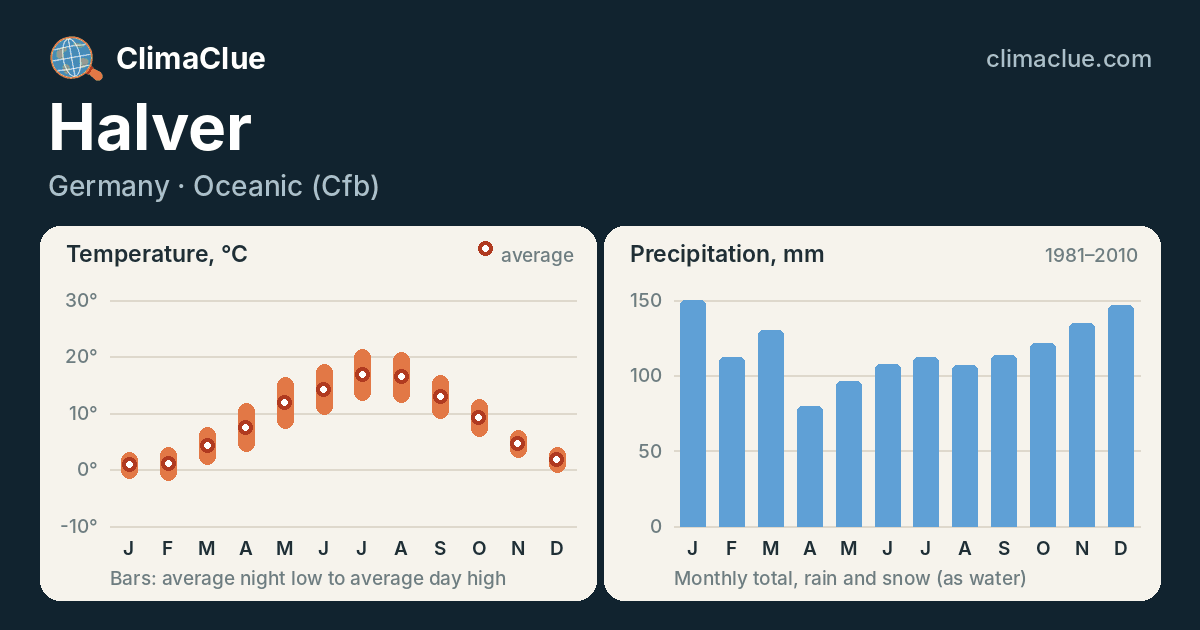 ClimaClue
climaclue.com
Halver
Germany · Oceanic (Cfb)
Temperature, °C
average
30°
20°
10°
0°
-10°
J F M A M J J A S O N D
Bars: average night low to average day high
Precipitation, mm
1981–2010
150
100
50
0
J F M A M J J A S O N D
Monthly total, rain and snow (as water)